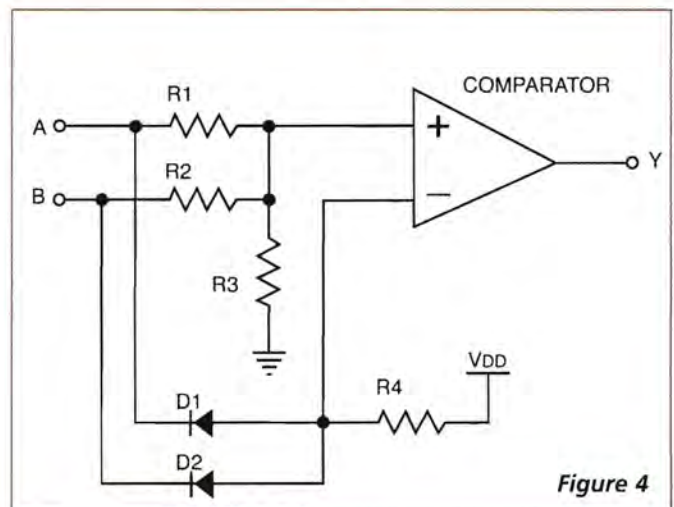 COMPARATOR
R1
A
+
Y
R2
B
−
R3
VDD
R4
D1
D2
Figure 4